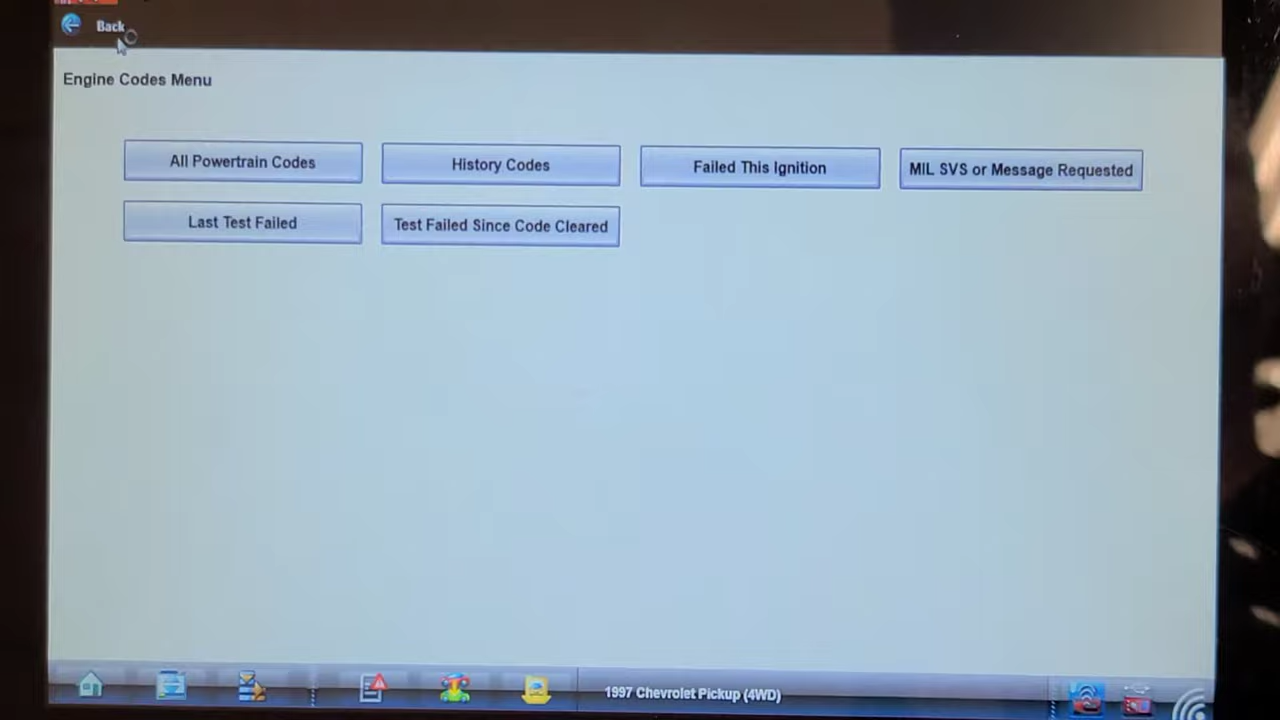 Back
Engine Codes Menu
All Powertrain Codes
History Codes
Failed This Ignition
MIL SVS or Message Requested
Last Test Failed
Test Failed Since Code Cleared
1997 Chevrolet Pickup (4WD)